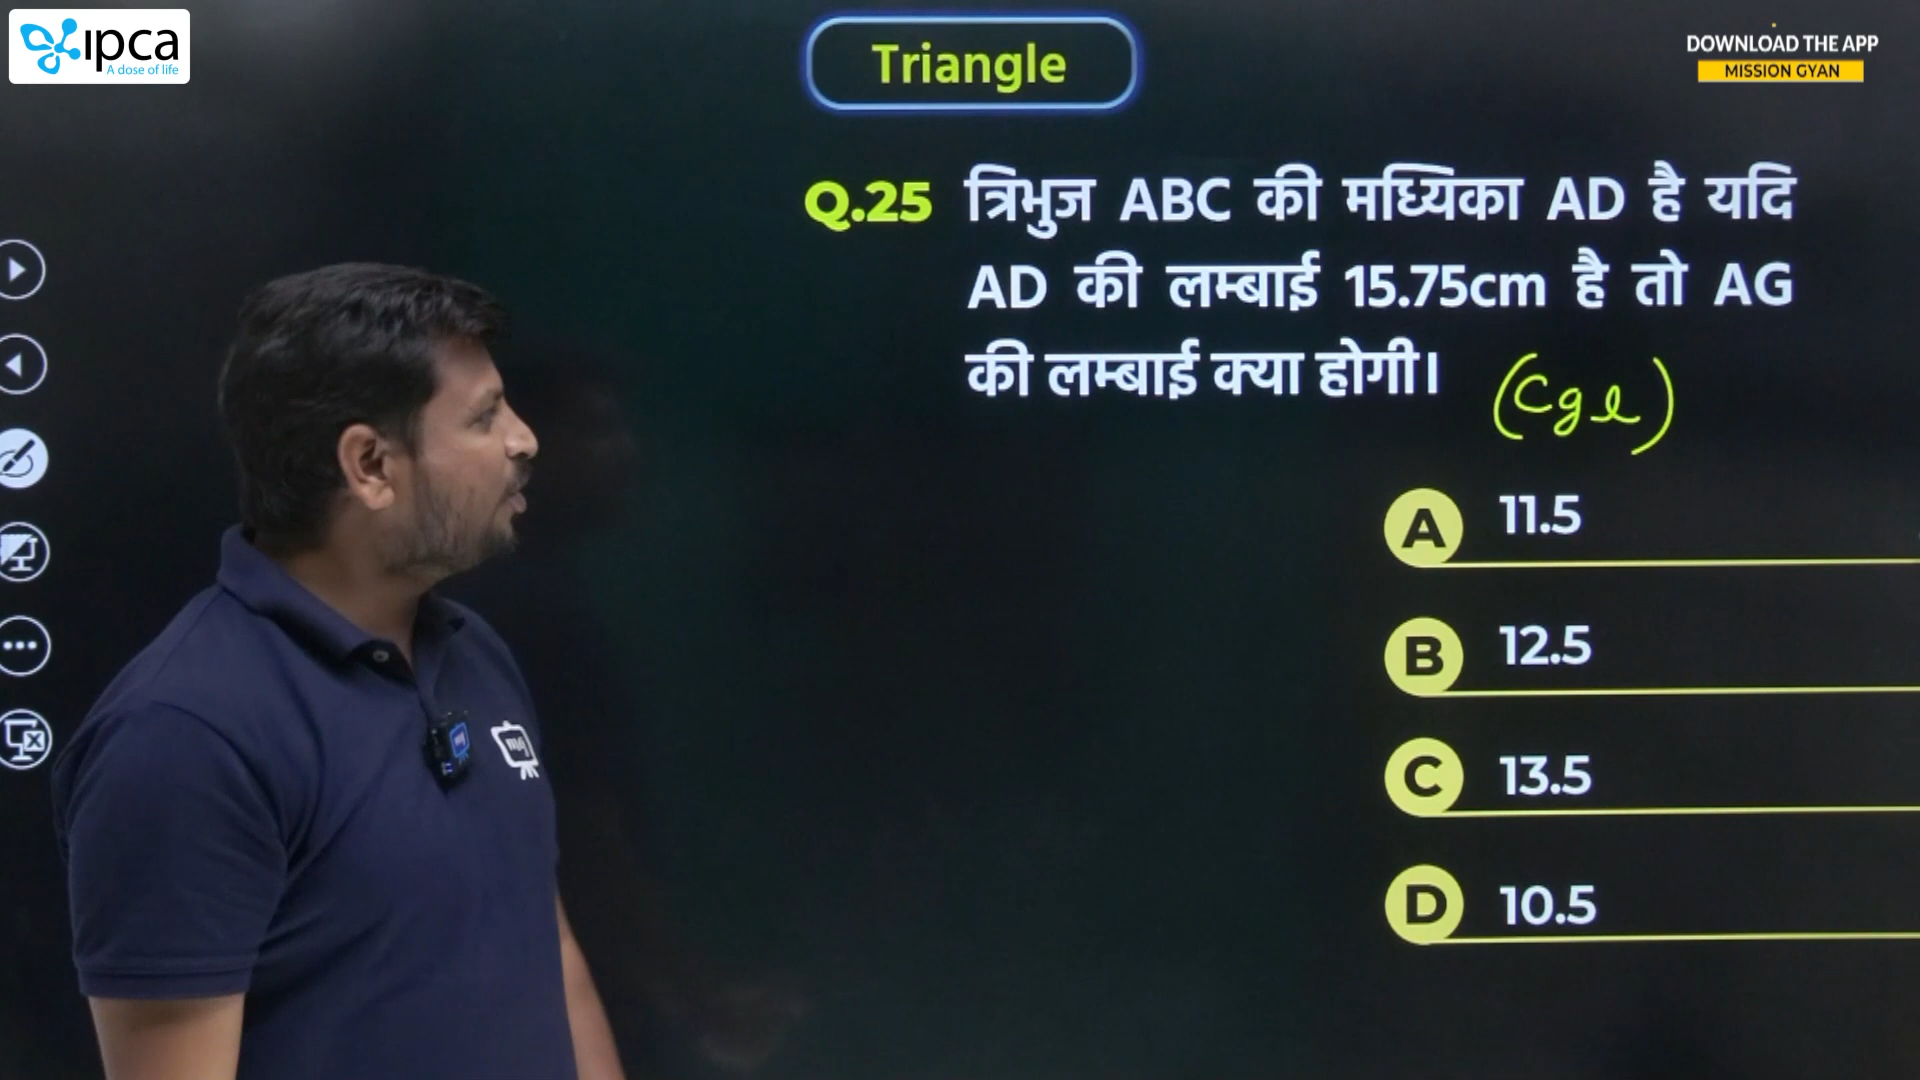 ıpca
A dose of life
Triangle
DOWNLOAD THE APP
MISSION GYAN
Q.25 त्रिभुज ABC की मध्यिका AD है यदि
AD की लम्बाई 15.75cm है तो AG
की लम्बाई क्या होगी।
(Cgl)
A 11.5
B 12.5
C 13.5
D 10.5